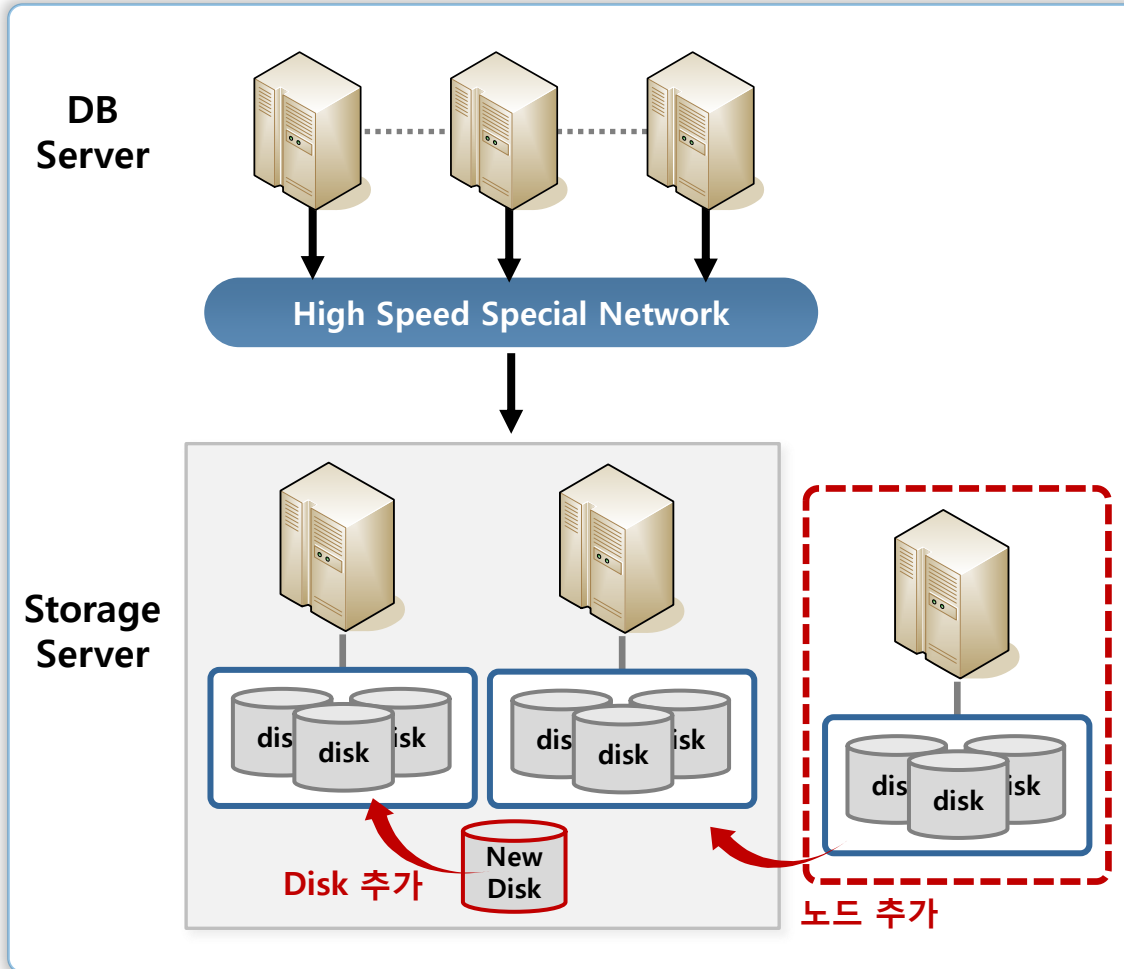 DB
Server
High Speed Special Network
Storage
Server
disk
disk
disk
disk
disk
disk
disk
disk
disk
New
Disk
Disk 추가
노드 추가